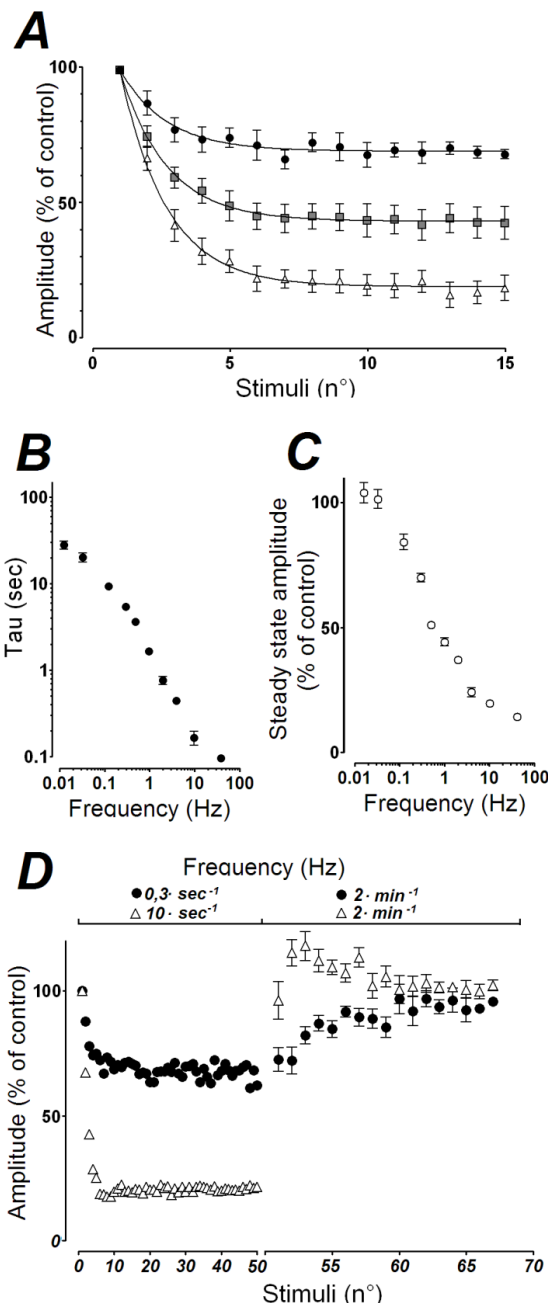 A
Amplitude (% of control)
100
50
0
0 5 10 15
Stimuli (n°)
B
Tau (sec)
100
10
1
0.1
0.01 0.1 1 10 100
Frequency (Hz)
C
Steady state amplitude
(% of control)
100
50
0
0.01 0.1 1 10 100
Frequency (Hz)
D
Frequency (Hz)
0,3· sec⁻¹ 2· min⁻¹
10· sec⁻¹ 2· min⁻¹
Amplitude (% of control)
100
50
0
0 10 20 30 40 50 55 60 65 70
Stimuli (n°)